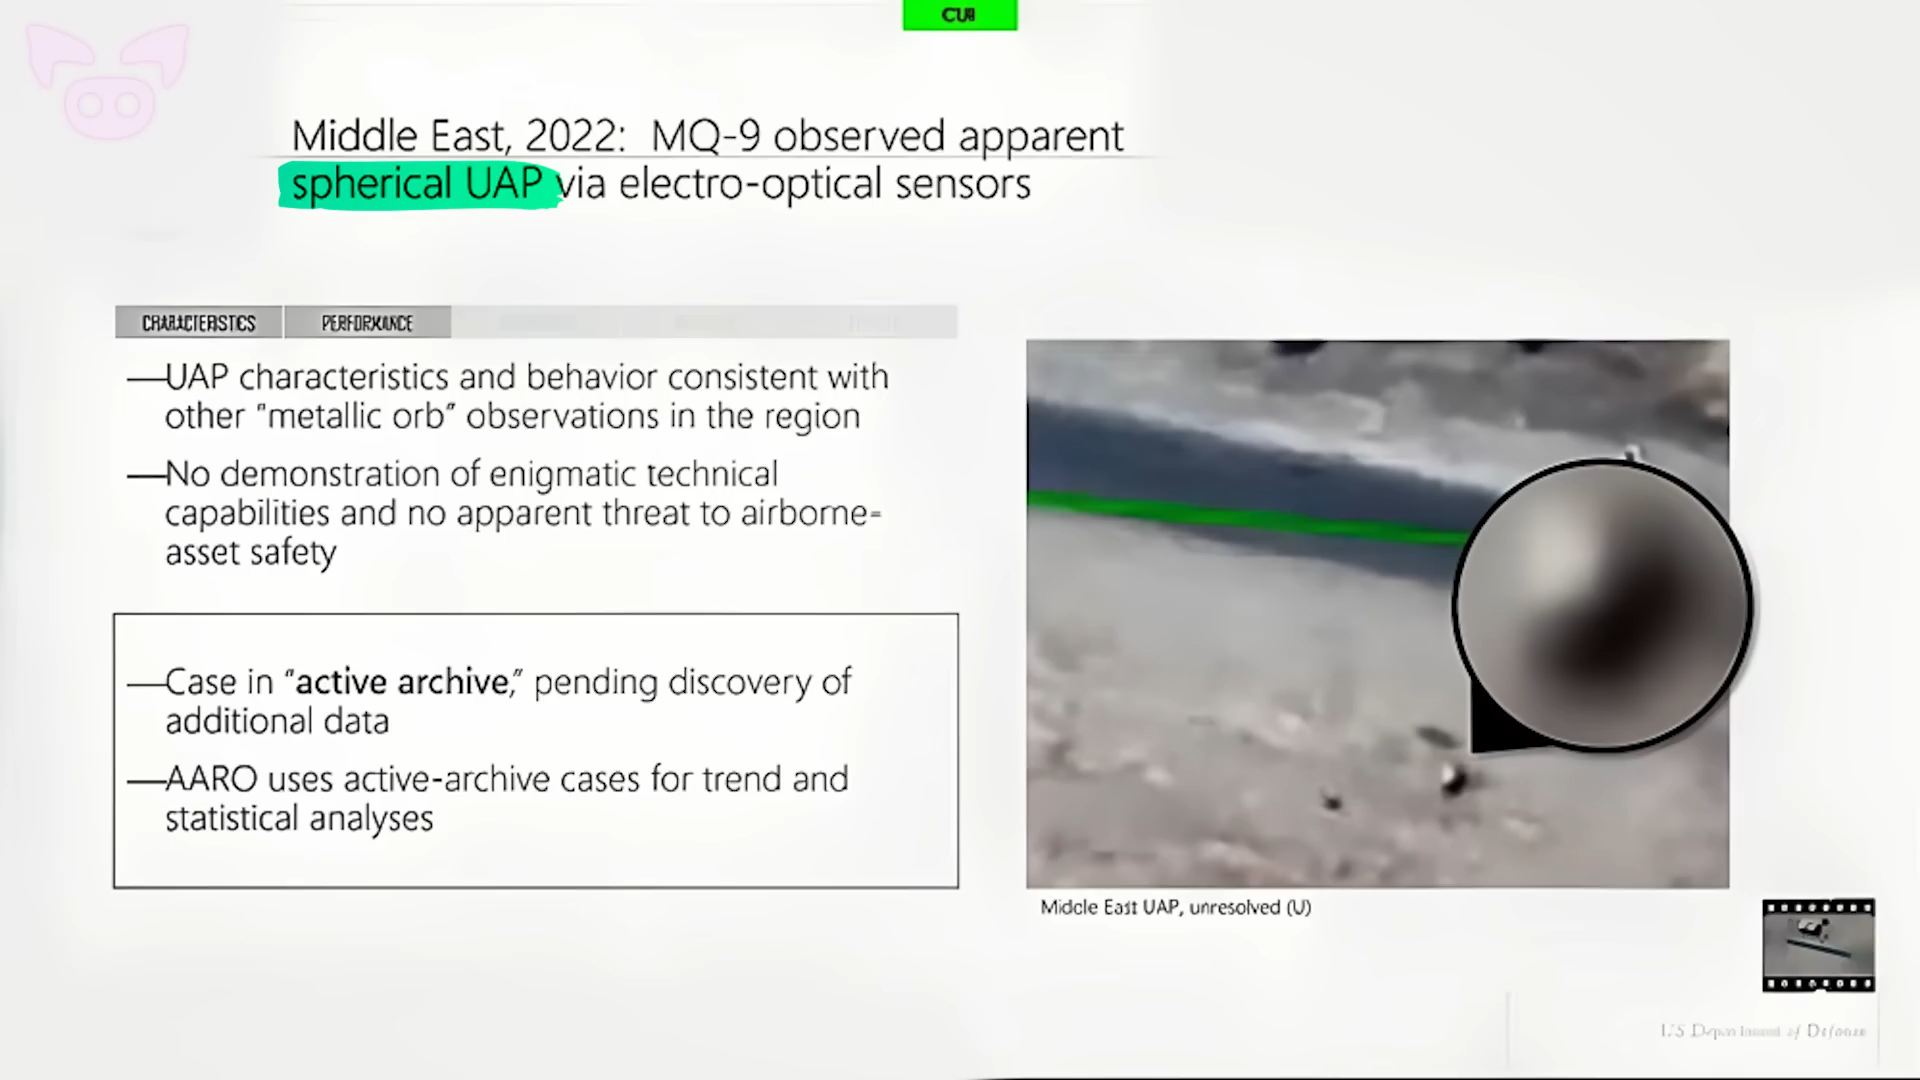 CUI
Middle East, 2022: MQ-9 observed apparent
spherical UAP via electro-optical sensors
CHARACTERISTICS PERFORMANCE
—UAP characteristics and behavior consistent with
other "metallic orb" observations in the region
—No demonstration of enigmatic technical
capabilities and no apparent threat to airborne-
asset safety
—Case in "active archive," pending discovery of
additional data
—AARO uses active-archive cases for trend and
statistical analyses
Middle East UAP, unresolved (U)
US Department of Defense